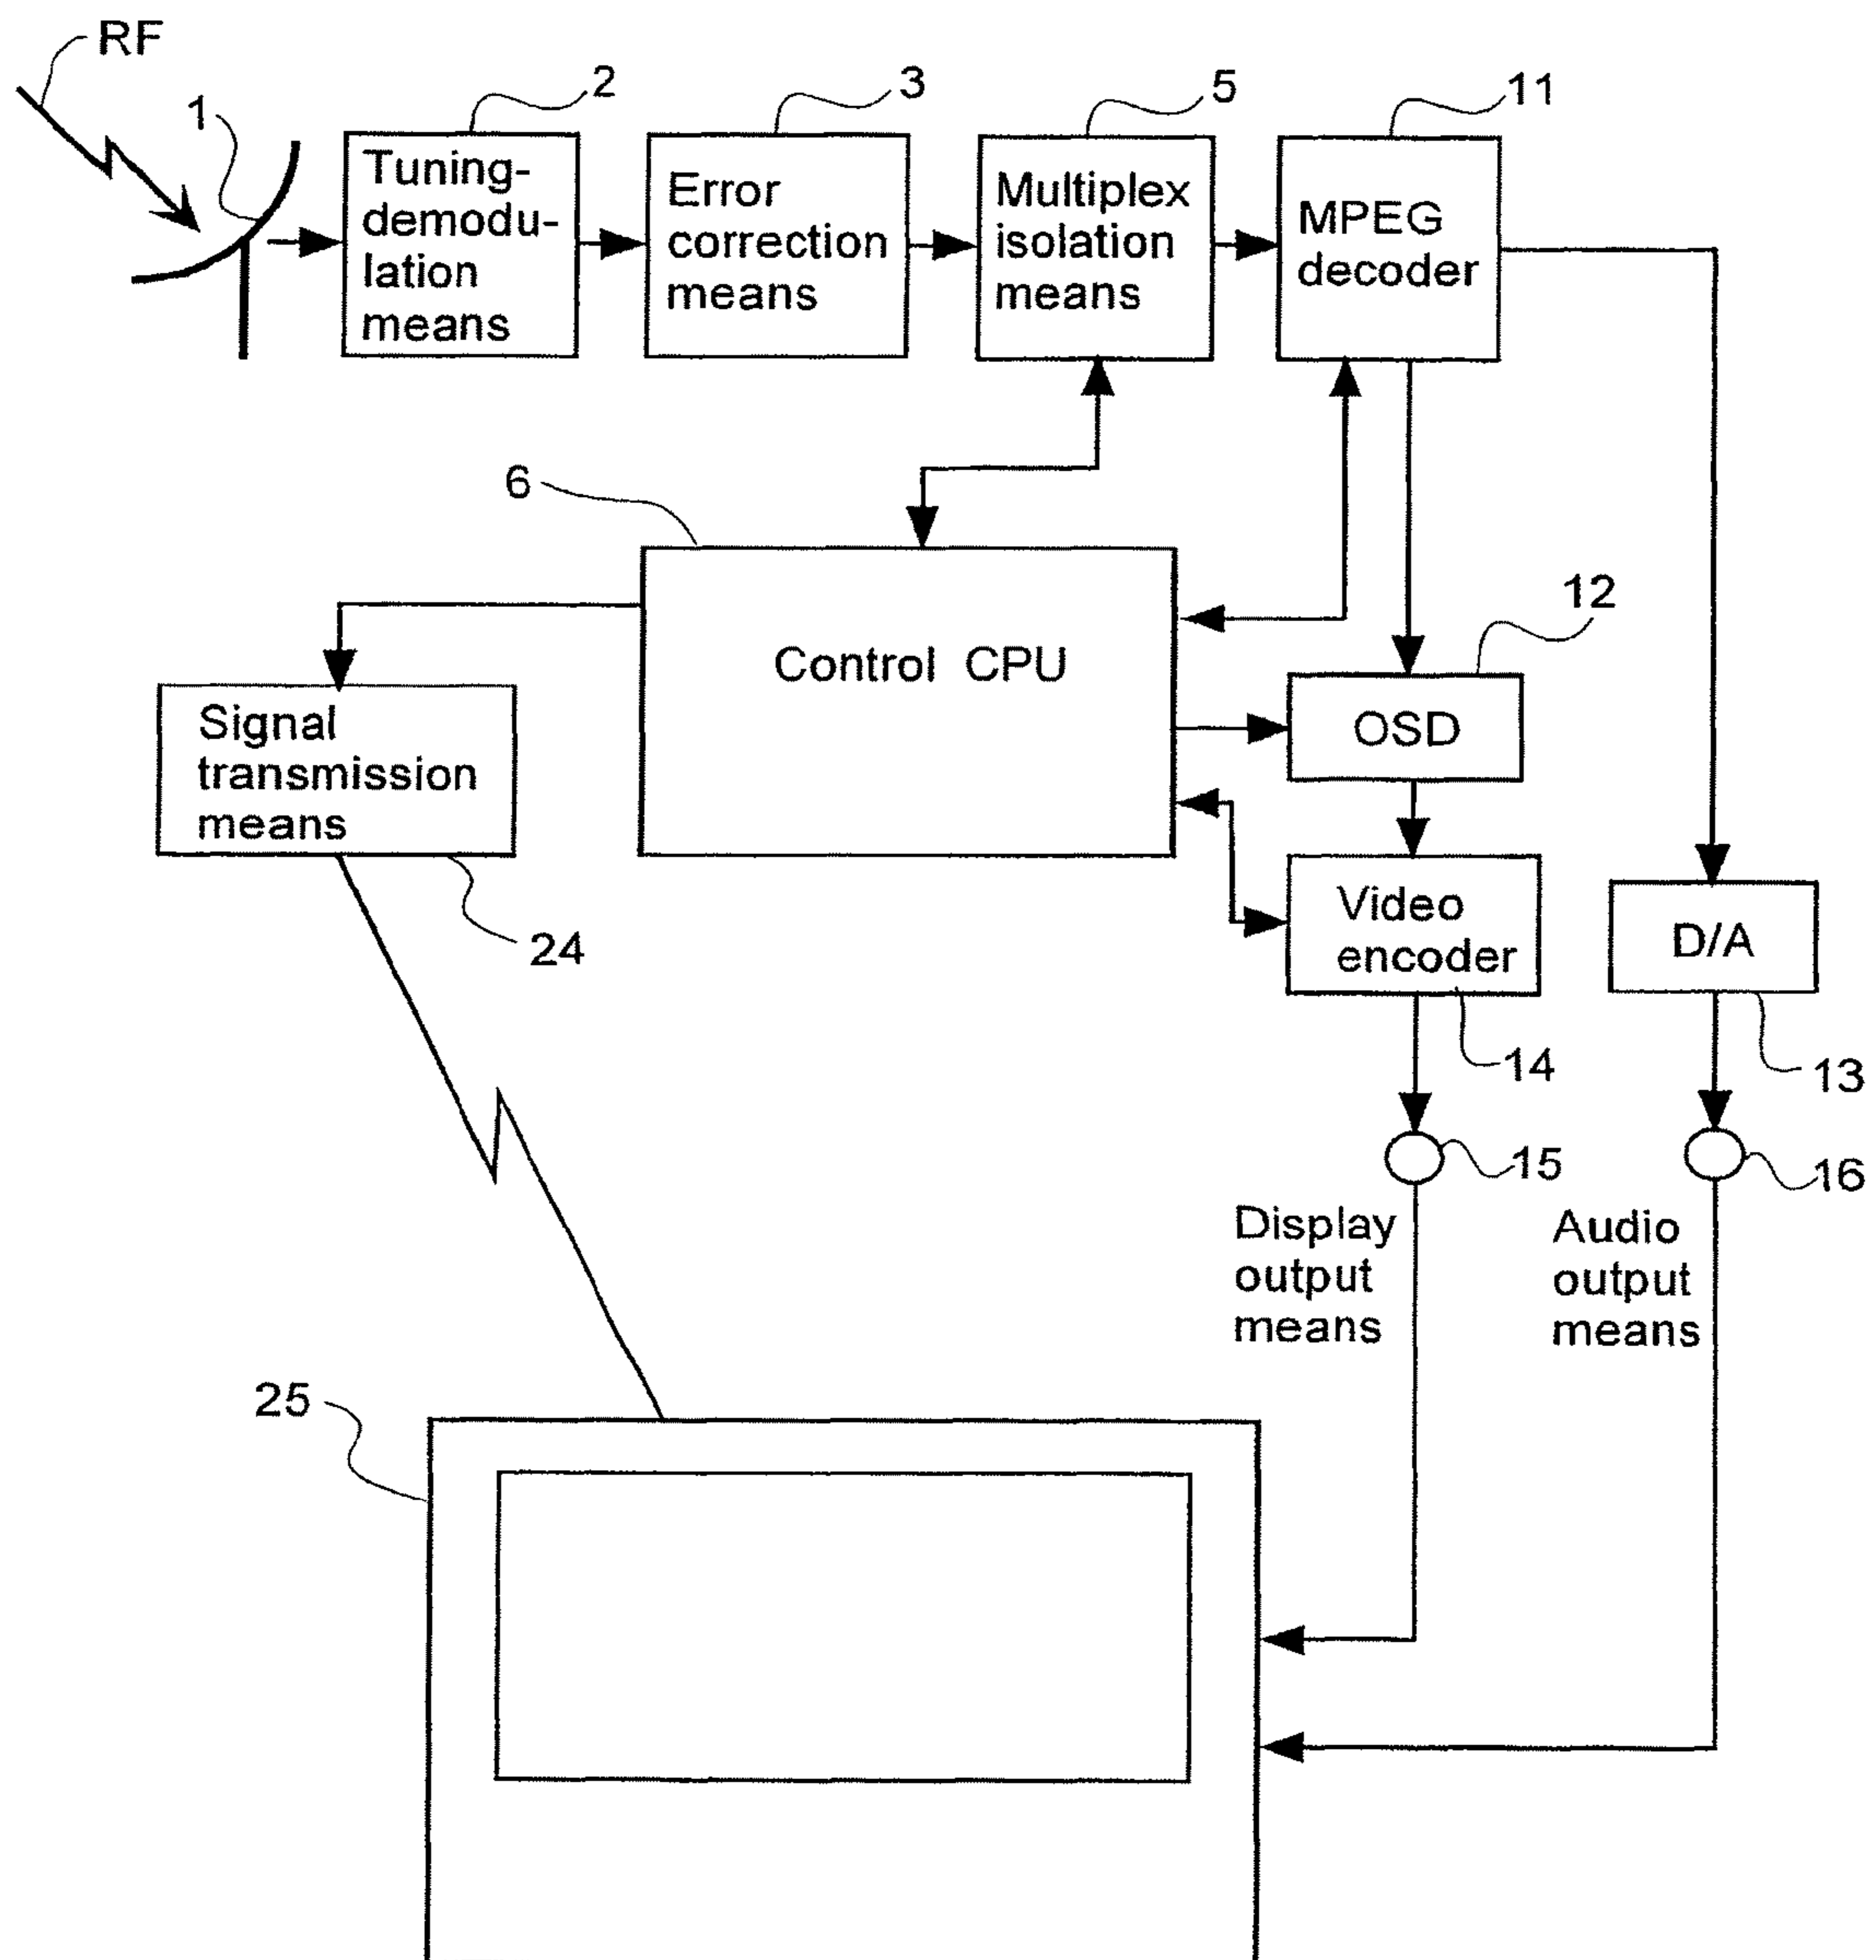 RF
1
2
3
5
11
Tuning-
demodu-
lation
means
Error
correction
means
Multiplex
isolation
means
MPEG
decoder
6
12
Control CPU
OSD
Signal
transmission
means
24
Video
encoder
D/A
14
13
15
16
Display
output
means
Audio
output
means
25